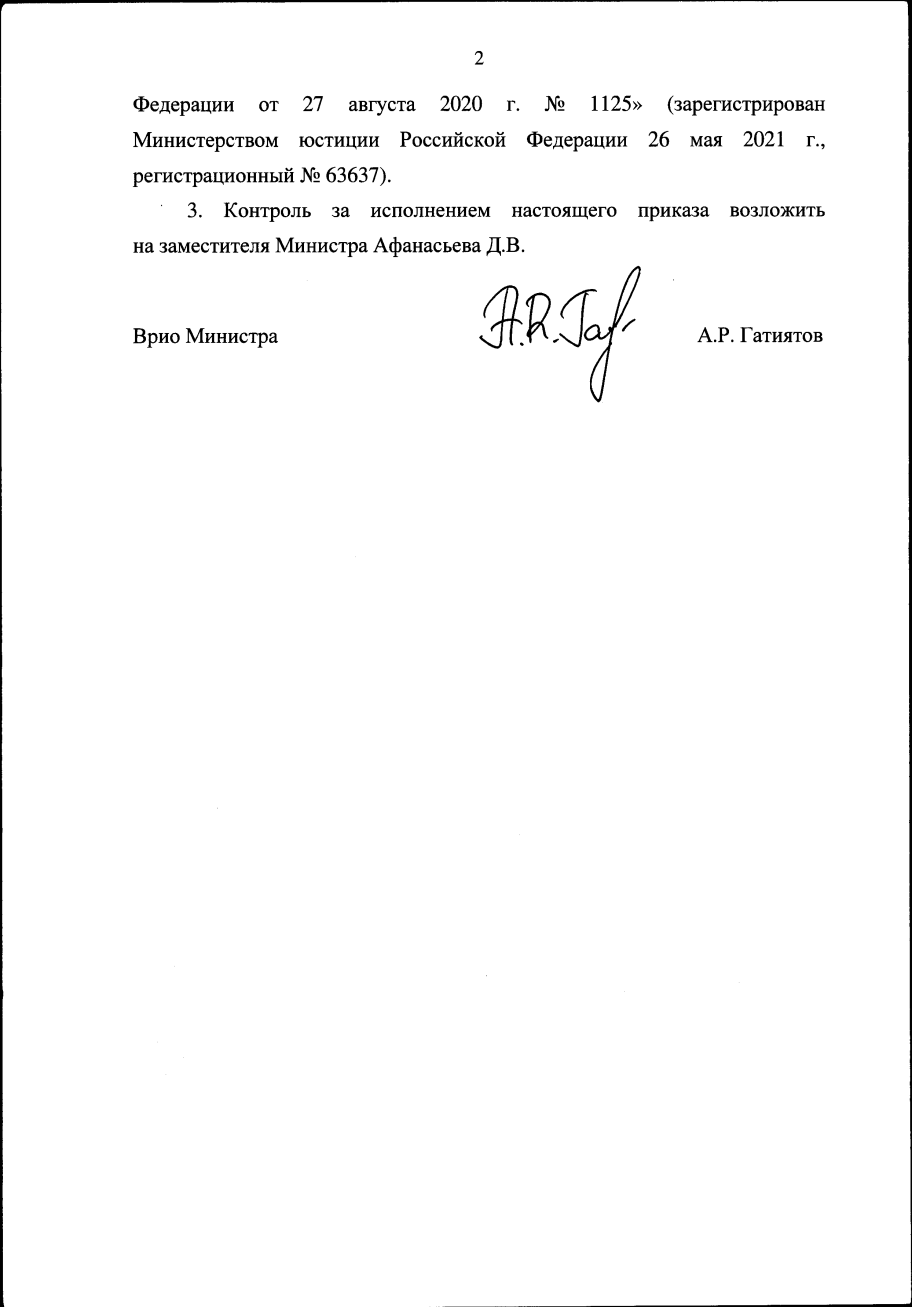 2
Федерации от 27 августа 2020 г. № 1125» (зарегистрирован
Министерством юстиции Российской Федерации 26 мая 2021 г.,
регистрационный № 63637).
3. Контроль за исполнением настоящего приказа возложить
на заместителя Министра Афанасьева Д.В.
Врио Министра
А.Р. Гатиятов